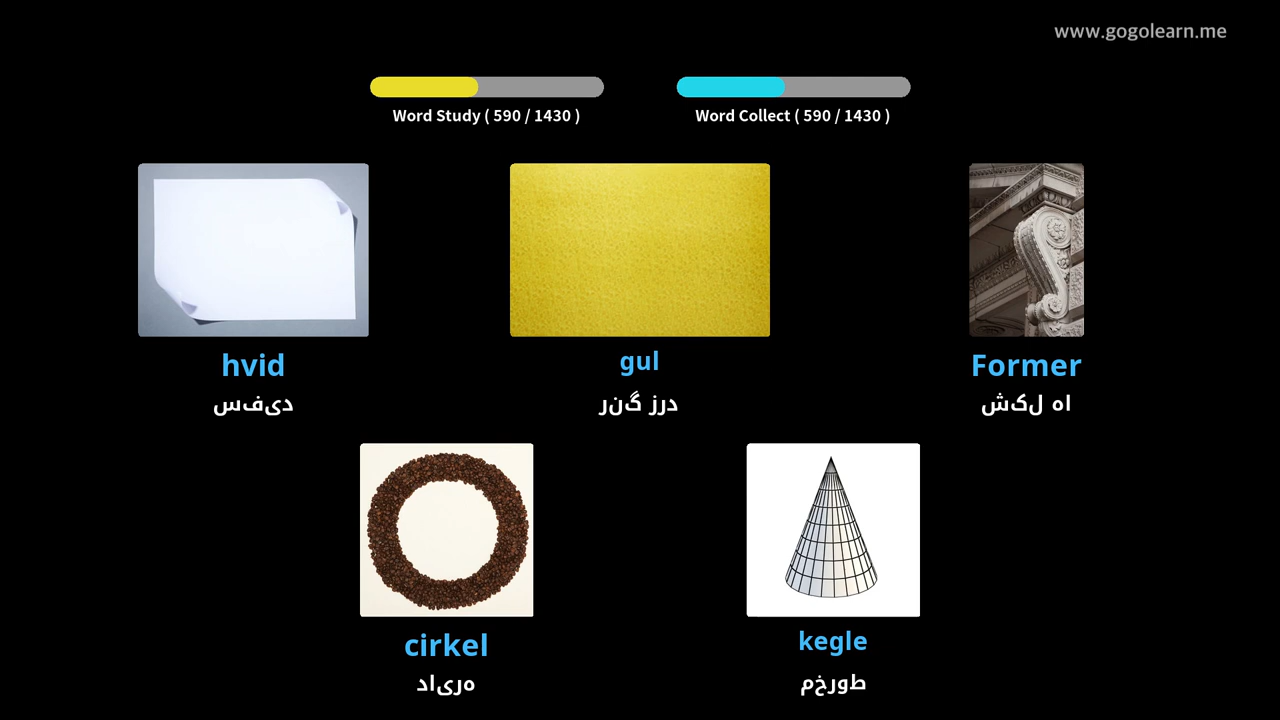 www.gogolearn.me
Word Study ( 590 / 1430 )
Word Collect ( 590 / 1430 )
hvid
دیفس
gul
درز گنر
Former
اه لکش
cirkel
هریاد
kegle
طورخم